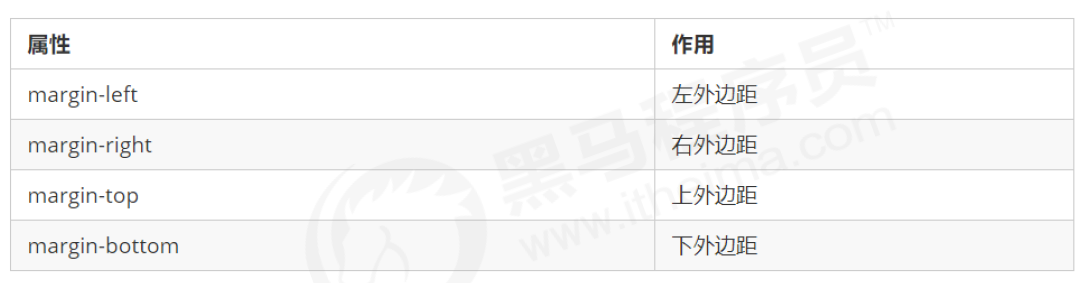 属性 作用
margin-left 左外边距
margin-right 右外边距
margin-top 上外边距
margin-bottom 下外边距
黑马程序员™
www.itheima.com